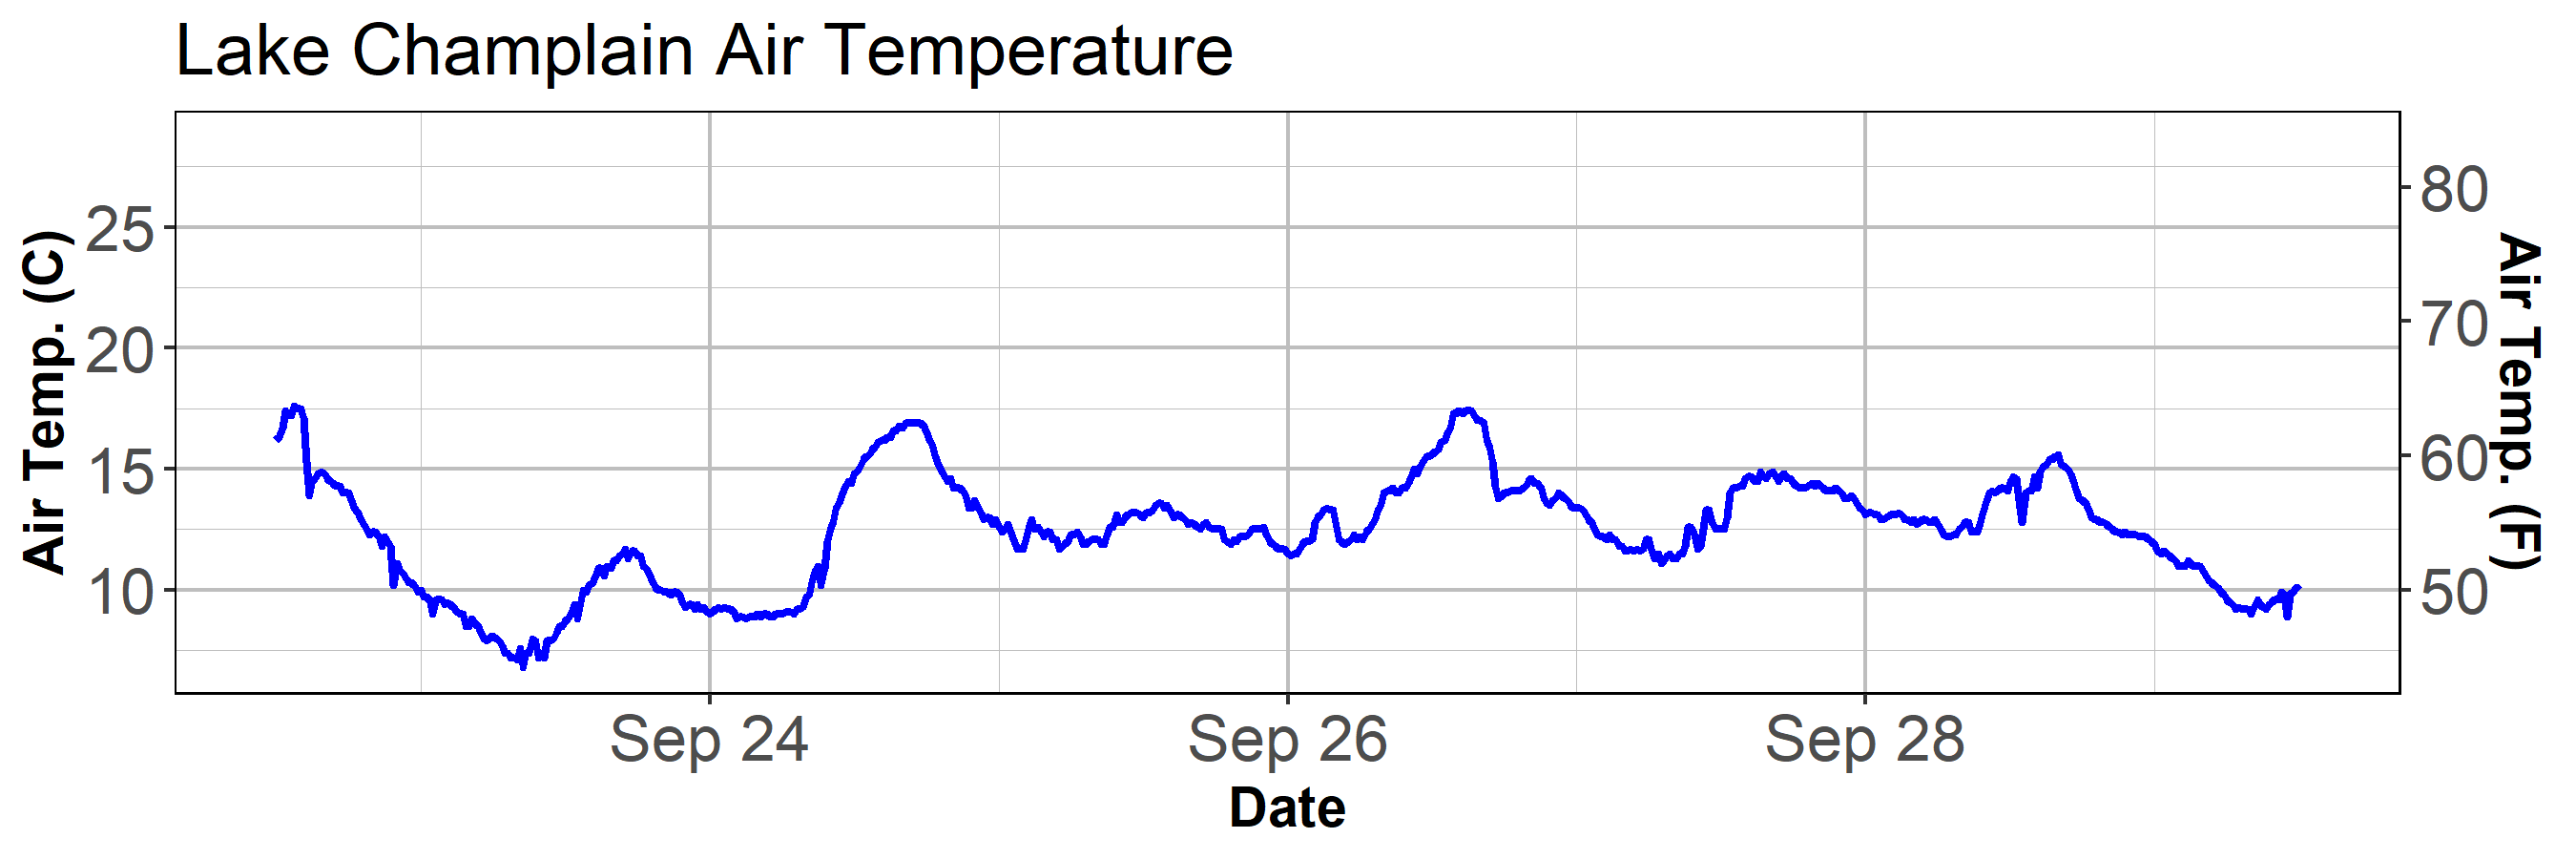 Lake Champlain Air Temperature
Air Temp. (C)
25
20
15
10
80
70
60
50
Air Temp. (F)
Sep 24
Sep 26
Sep 28
Date